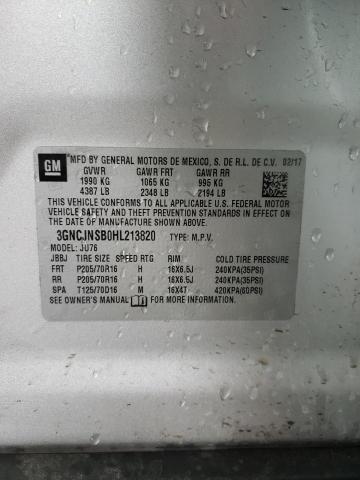 GM
MFD BY GENERAL MOTORS DE MEXICO, S. DE R.L. DE C.V. 02/17
GVWR GAWR FRT GAWR RR
1990 KG 1065 KG 995 KG
4387 LB 2348 LB 2194 LB
THIS VEHICLE CONFORMS TO ALL APPLICABLE U.S. FEDERAL MOTOR
VEHICLE SAFETY, BUMPER, AND THEFT PREVENTION
STANDARDS IN EFFECT ON THE
DATE OF MANUFACTURE SHOWN ABOVE.
3GNCJNSB0HL213820 TYPE: M.P.V.
MODEL: JU76
JBBJ TIRE SIZE SPEED RTG RIM COLD TIRE PRESSURE
FRT P205/70R16 H 16X6.5J 240KPA(35PSI)
RR P205/70R16 H 16X6.5J 240KPA(35PSI)
SPA T125/70D16 M 16X4T 420KPA(60PSI)
SEE OWNER'S MANUAL FOR MORE INFORMATION.